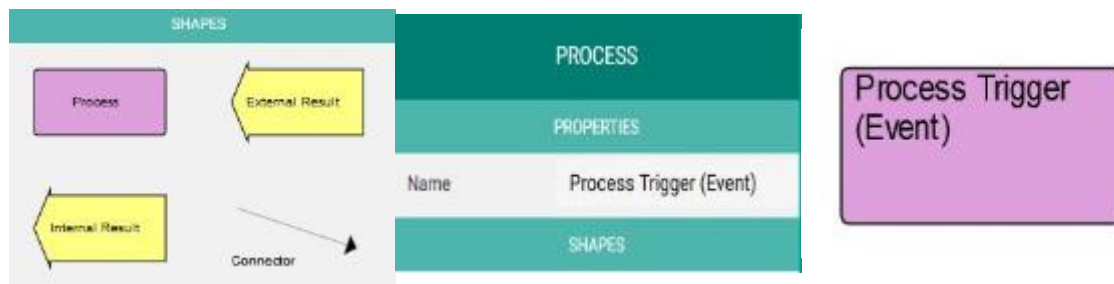 SHAPES
Process
External Result
Internal Result
Connector
PROCESS
PROPERTIES
Name
Process Trigger (Event)
SHAPES
Process Trigger
(Event)